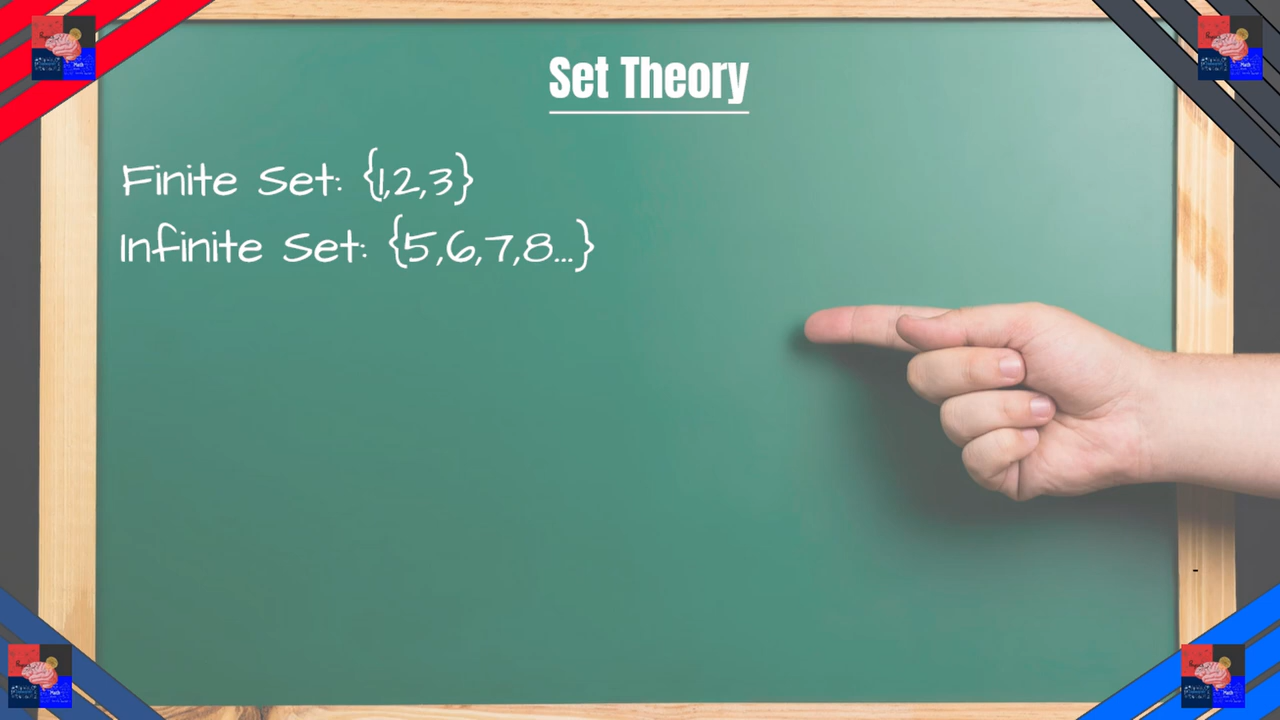 Set Theory
Finite Set: {1,2,3}
Infinite Set: {5,6,7,8...}